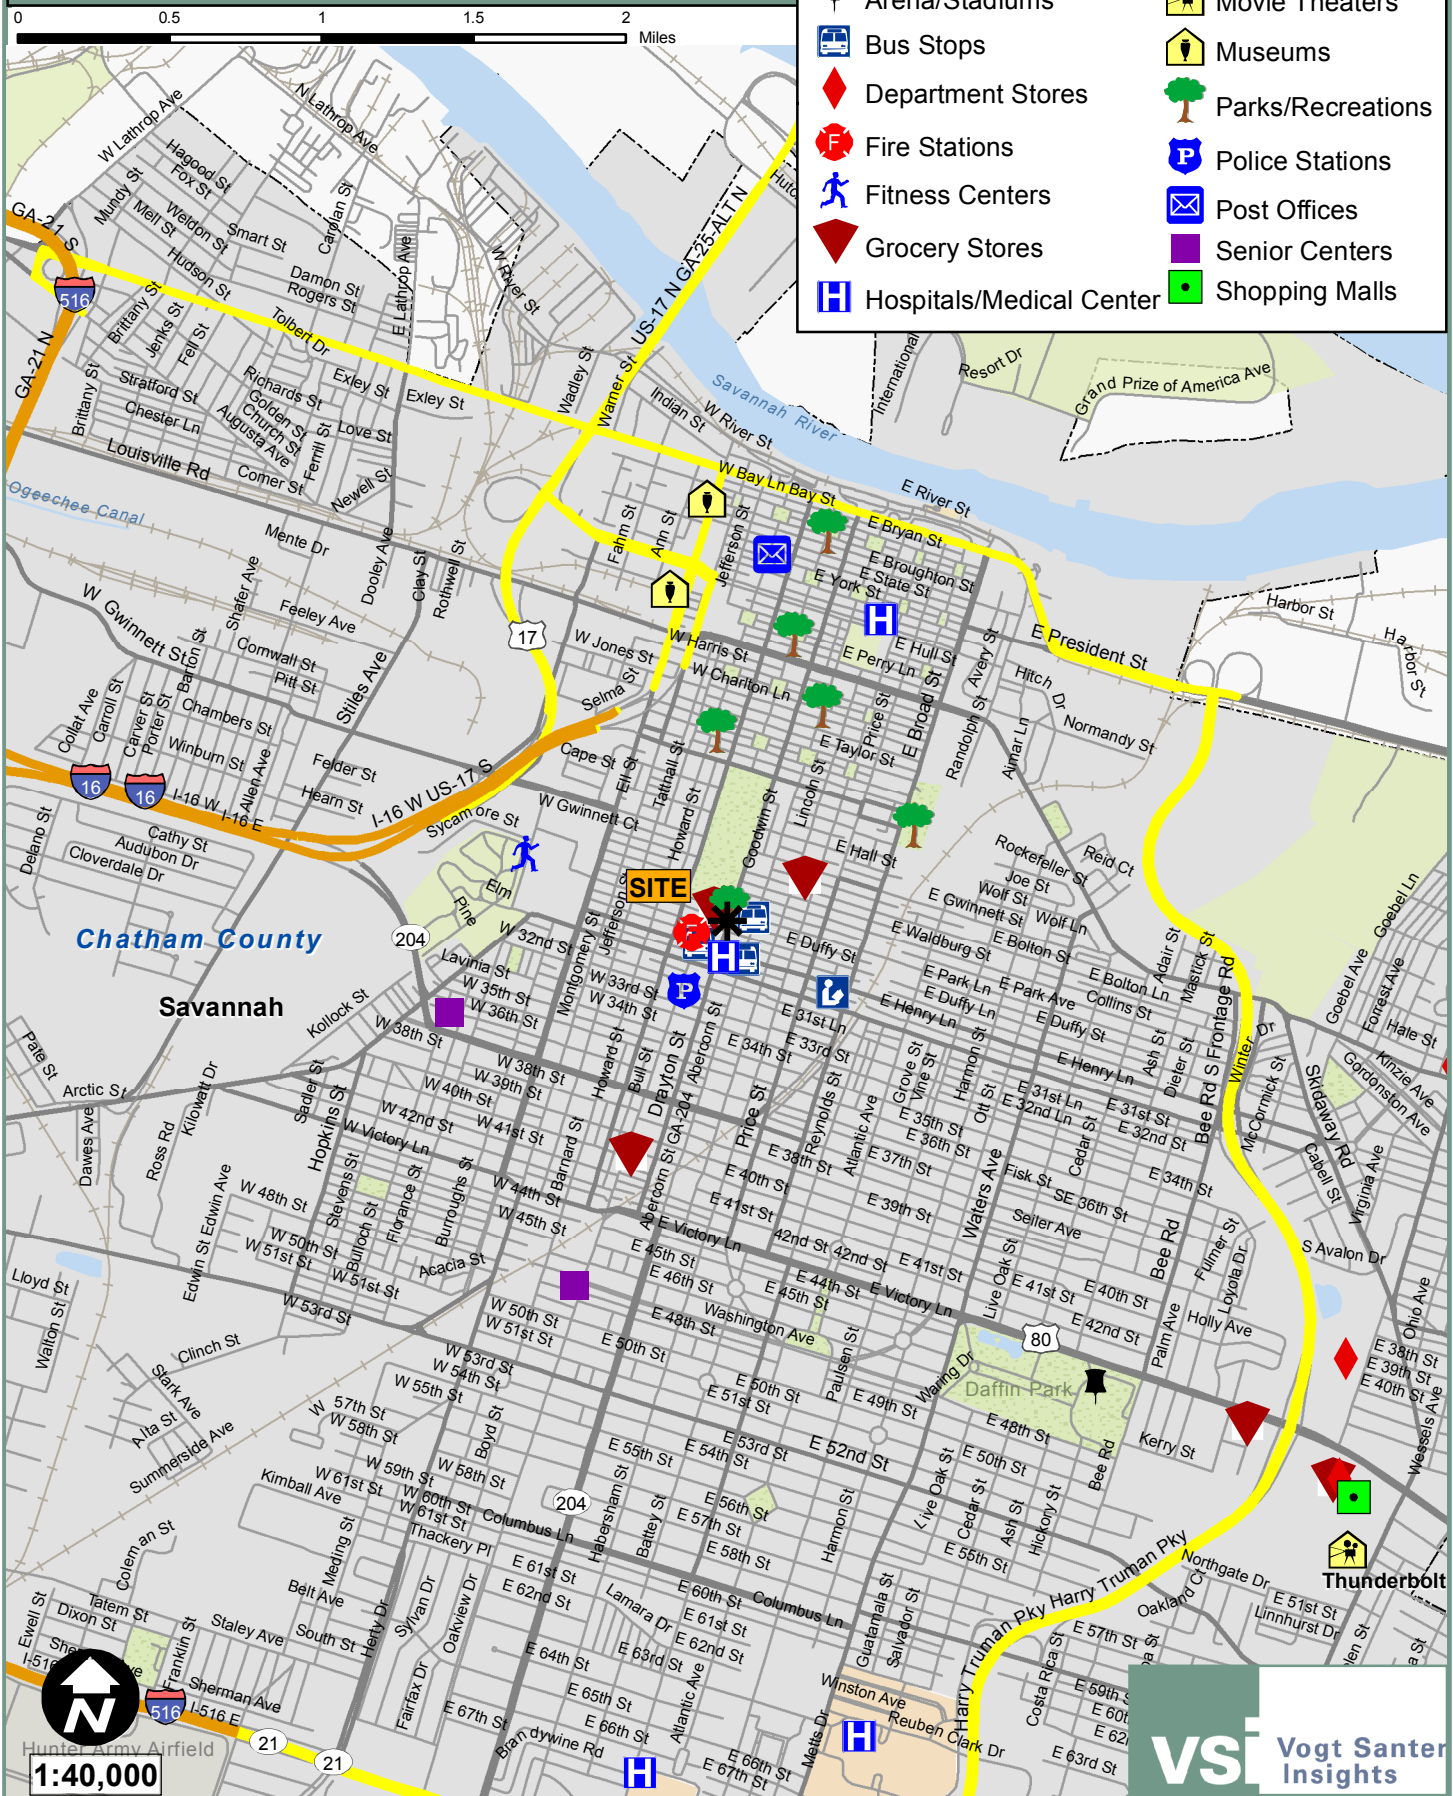 0 0.5 1 1.5 2
Miles
Arena/Stadiums
Movie Theaters
Bus Stops
Museums
Department Stores
Parks/Recreations
Fire Stations
Police Stations
Fitness Centers
Post Offices
Grocery Stores
Senior Centers
Hospitals/Medical Center
Shopping Malls
W Lathrop Ave
N Lathrop Ave
Hagood St
Fox St
Mundy St
Mell St
Weldon St
Smart St
Carolan St
Hudson St
Damon St
Rogers St
E Lathrop Ave
W River St
US-17 N GA-25-ALT N
GA-21 S
516
GA-21 N
Brittany St
Jenks St
Fell St
Tolbert Dr
Exley St
Exley St
Wadley St
Warner St
Indian St
W River St
Savannah River
International
Resort Dr
Grand Prize of America Ave
Brittany St
Stratford St
Chester Ln
Richards St
Golden St
Church St
Augusta Ave
Love St
Ferrill St
Louisville Rd
Comer St
Newell St
Ogeechee Canal
Mente Dr
W Bay Ln Bay St
E River St
E Bryan St
E Broughton St
E State St
E York St
Fahm St
Ann St
Jefferson St
Dooley Ave
Clay St
Rothwell St
Shafer Ave
Feeley Ave
W Gwinnett St
Barton St
Cornwall St
Pitt St
Stiles Ave
17
W Jones St
W Harris St
W Charlton Ln
Selma St
E Hull St
E Perry Ln
Avery St
E President St
Harbor St
Harbor St
Hitch Dr
Normandy St
Collat Ave
Carroll St
Carver St
Porter St
Chambers St
Winburn St
Allen Ave
Felder St
Hearn St
16
16
I-16 W
I-16 E
I-16 W US-17 S
Cape St
Ell St
Tattnall St
Howard St
Goodwin St
Lincoln St
E Taylor St
Price St
E Broad St
Randolph St
Aimar Ln
Delano St
Cathy St
Audubon Dr
Cloverdale Dr
Sycamore St
W Gwinnett Ct
Elm
Pine
SITE
E Hall St
Rockefeller St
Reid Ct
Joe St
Wolf St
Wolf Ln
E Gwinnett St
E Waldburg St
E Bolton St
E Bolton Ln
Adair St
Mastick St
Goebel Ln
Goebel Ave
Forrest Ave
Hale St
Chatham County
204
W 32nd St
Lavinia St
W 35th St
W 36th St
Montgomery St
Jefferson S
W 33rd St
W 34th St
E Duffy St
E Park Ln
E Duffy Ln
E Henry Ln
E Park Ave
Collins St
E Duffy St
E Henry Ln
Savannah
Kollock St
W 38th St
E 31st Ln
E 33rd St
E 34th St
Ash St
Dieter St
Bee Rd S Frontage Rd
Winter Dr
Kinzie Ave
Gordonston Ave
Skidaway Rd
McCormick St
Pate St
Arctic St
Dawes Ave
Ross Rd
Kilowatt Dr
Sadler St
Hopkins St
W 38th St
W 39th St
W 40th St
W 41st St
W 42nd St
W Victory Ln
Howard St
Bull St
Drayton St
Abercorn St
Abercorn St GA-204
Price St
Reynolds St
Atlantic Ave
Grove St
Vine St
Harmon St
Ott St
E 31st Ln
E 32nd Ln
E 31st St
E 32nd St
E 35th St
E 36th St
E 37th St
E 38th St
E 40th St
E 41st St
E 39th St
Cedar St
Fisk St
SE 36th St
E 34th St
Cabell St
Virginia Ave
W 48th St
Edwin St Edwin Ave
Stevens St
Bulloch St
Florance St
Burroughs St
W 44th St
W 45th St
Barnard St
W 50th St
W 51st St
W 51st St
W 53rd St
Acacia St
E Victory Ln
E 45th St
E 46th St
42nd St 42nd St
E 44th St
E 45th St
E 41st St
E Victory Ln
Waters Ave
Seiler Ave
Live Oak St
E 41st St
E 40th St
E 42nd St
Bee Rd
Fulmer St
Loyola Dr
Holly Ave
S Avalon Dr
Ohio Ave
Lloyd St
Walton St
Clinch St
Stark Ave
Alta St
Summerside Ave
W 50th St
W 51st St
W 53rd St
W 54th St
W 55th St
W 57th St
W 58th St
E 50th St
E 48th St
Washington Ave
E 50th St
E 51st St
E 49th St
Paulsen St
Waring Dr
80
Daffin Park
Palm Ave
E 48th St
E 50th St
Bee Rd
Kerry St
E 38th St
E 39th St
E 40th St
Wessels Ave
Boyd St
W 59th St
W 58th St
W 60th St
W 61st St
W 61st St
Kimball Ave
Thackery Pl
Columbus Ln
204
Habersham St
Battey St
E 55th St
E 54th St
E 53rd St
E 52nd St
E 56th St
E 57th St
E 58th St
Harmon St
Live Oak St
Cedar St
Ash St
Hickory St
E 55th St
Coleman St
Meding St
Belt Ave
Ewell St
Tatem St
Dixon St
Franklin St
Staley Ave
South St
Herty Dr
Sylvan Dr
Oakview Dr
Fairfax Dr
E 61st St
E 62nd St
Lamara Dr
E 60th St
E 61st St
E 62nd St
E 63rd St
Columbus Ln
Guatamala St
Salvador St
Harry Truman Pky Harry Truman Pky
Northgate Dr
Oakland Ct
E 51st St
Linnhurst Dr
Thunderbolt
E 57th St
Costa Rica St
E 59th S
E 60t
E 62
E 63rd St
Sherman Ave
I-516 E
516
21
21
Hunter Army Airfield
N
1:40,000
E 64th St
E 65th St
E 66th St
E 67th St
Brandywine Rd
Atlantic Ave
E 66th St
E 67th St
Metts Dr
Winston Ave
Reuben Clark Dr
vsi
Vogt Santer
Insights